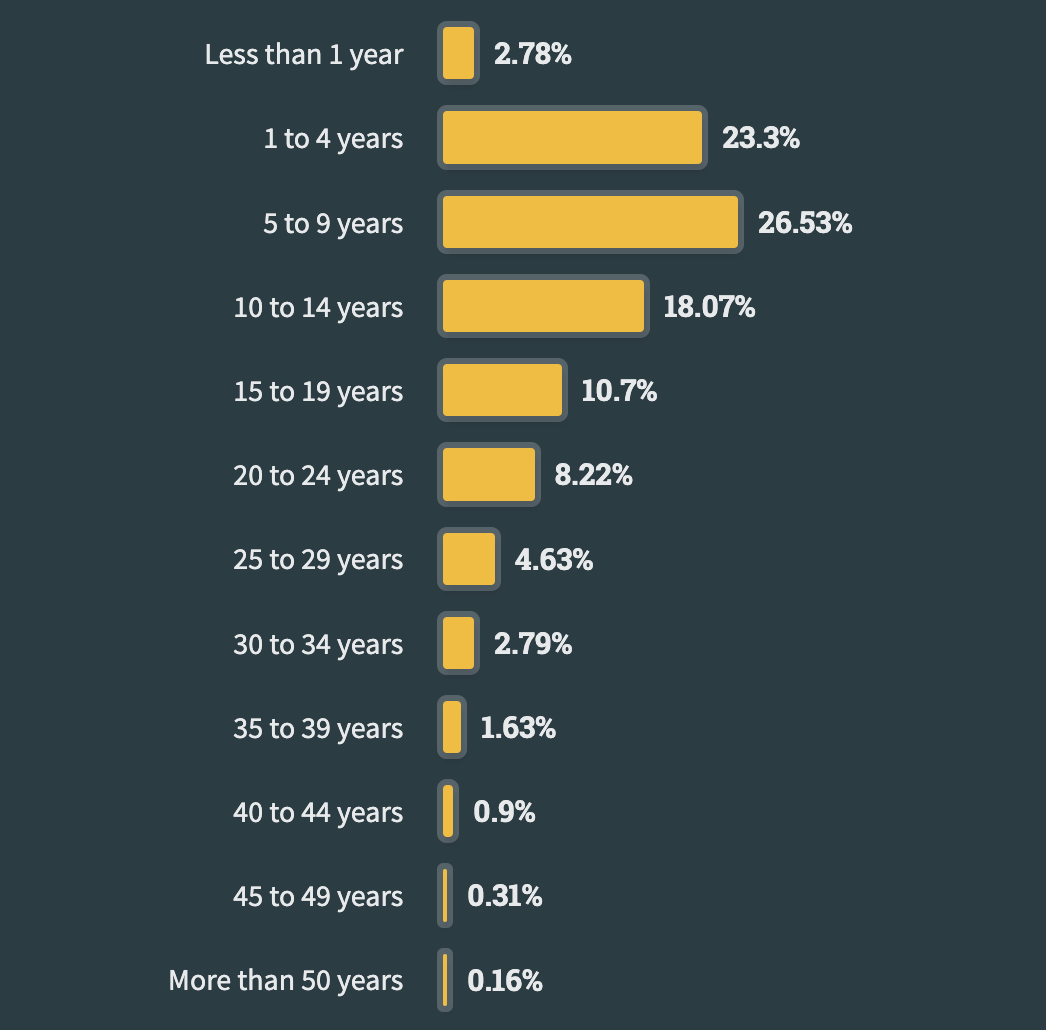 Less than 1 year 2.78%
1 to 4 years 23.3%
5 to 9 years 26.53%
10 to 14 years 18.07%
15 to 19 years 10.7%
20 to 24 years 8.22%
25 to 29 years 4.63%
30 to 34 years 2.79%
35 to 39 years 1.63%
40 to 44 years 0.9%
45 to 49 years 0.31%
More than 50 years 0.16%